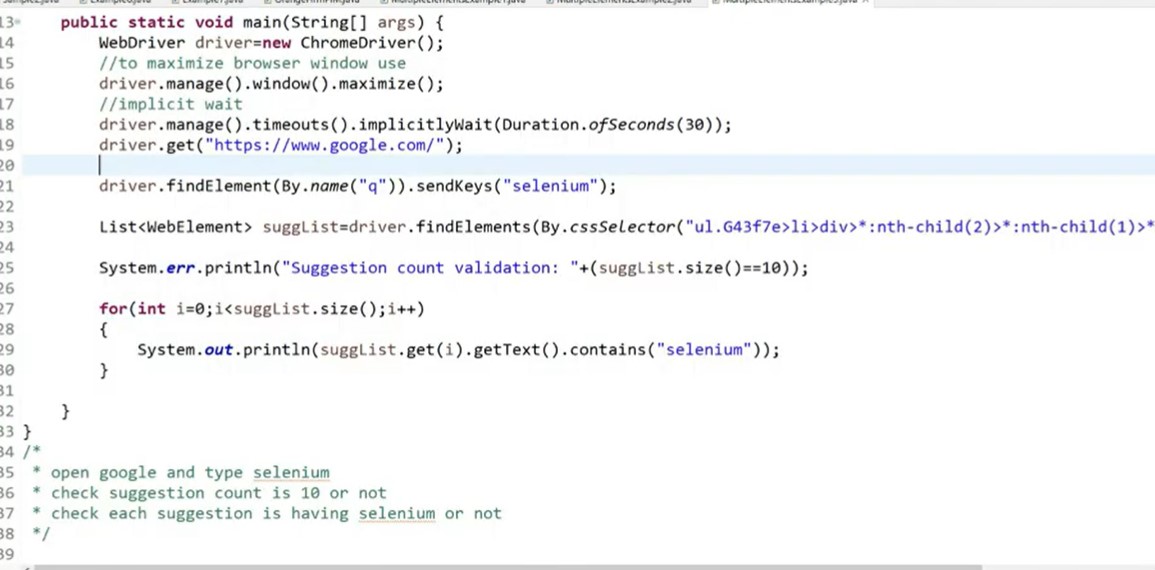 13 public static void main(String[] args) {
14 WebDriver driver=new ChromeDriver();
15 //to maximize browser window use
16 driver.manage().window().maximize();
17 //implicit wait
18 driver.manage().timeouts().implicitlyWait(Duration.ofSeconds(30));
19 driver.get("https://www.google.com/");
20
21 driver.findElement(By.name("q")).sendKeys("selenium");
22
23 List<WebElement> suggList=driver.findElements(By.cssSelector("ul.G43f7e>li>div>*:nth-child(2)>*:nth-child(1)>*
24
25 System.err.println("Suggestion count validation: "+(suggList.size()==10));
26
27 for(int i=0;i<suggList.size();i++)
28 {
29 System.out.println(suggList.get(i).getText().contains("selenium"));
30 }
31
32 }
33 }
34 /*
35 * open google and type selenium
36 * check suggestion count is 10 or not
37 * check each suggestion is having selenium or not
38 */
39